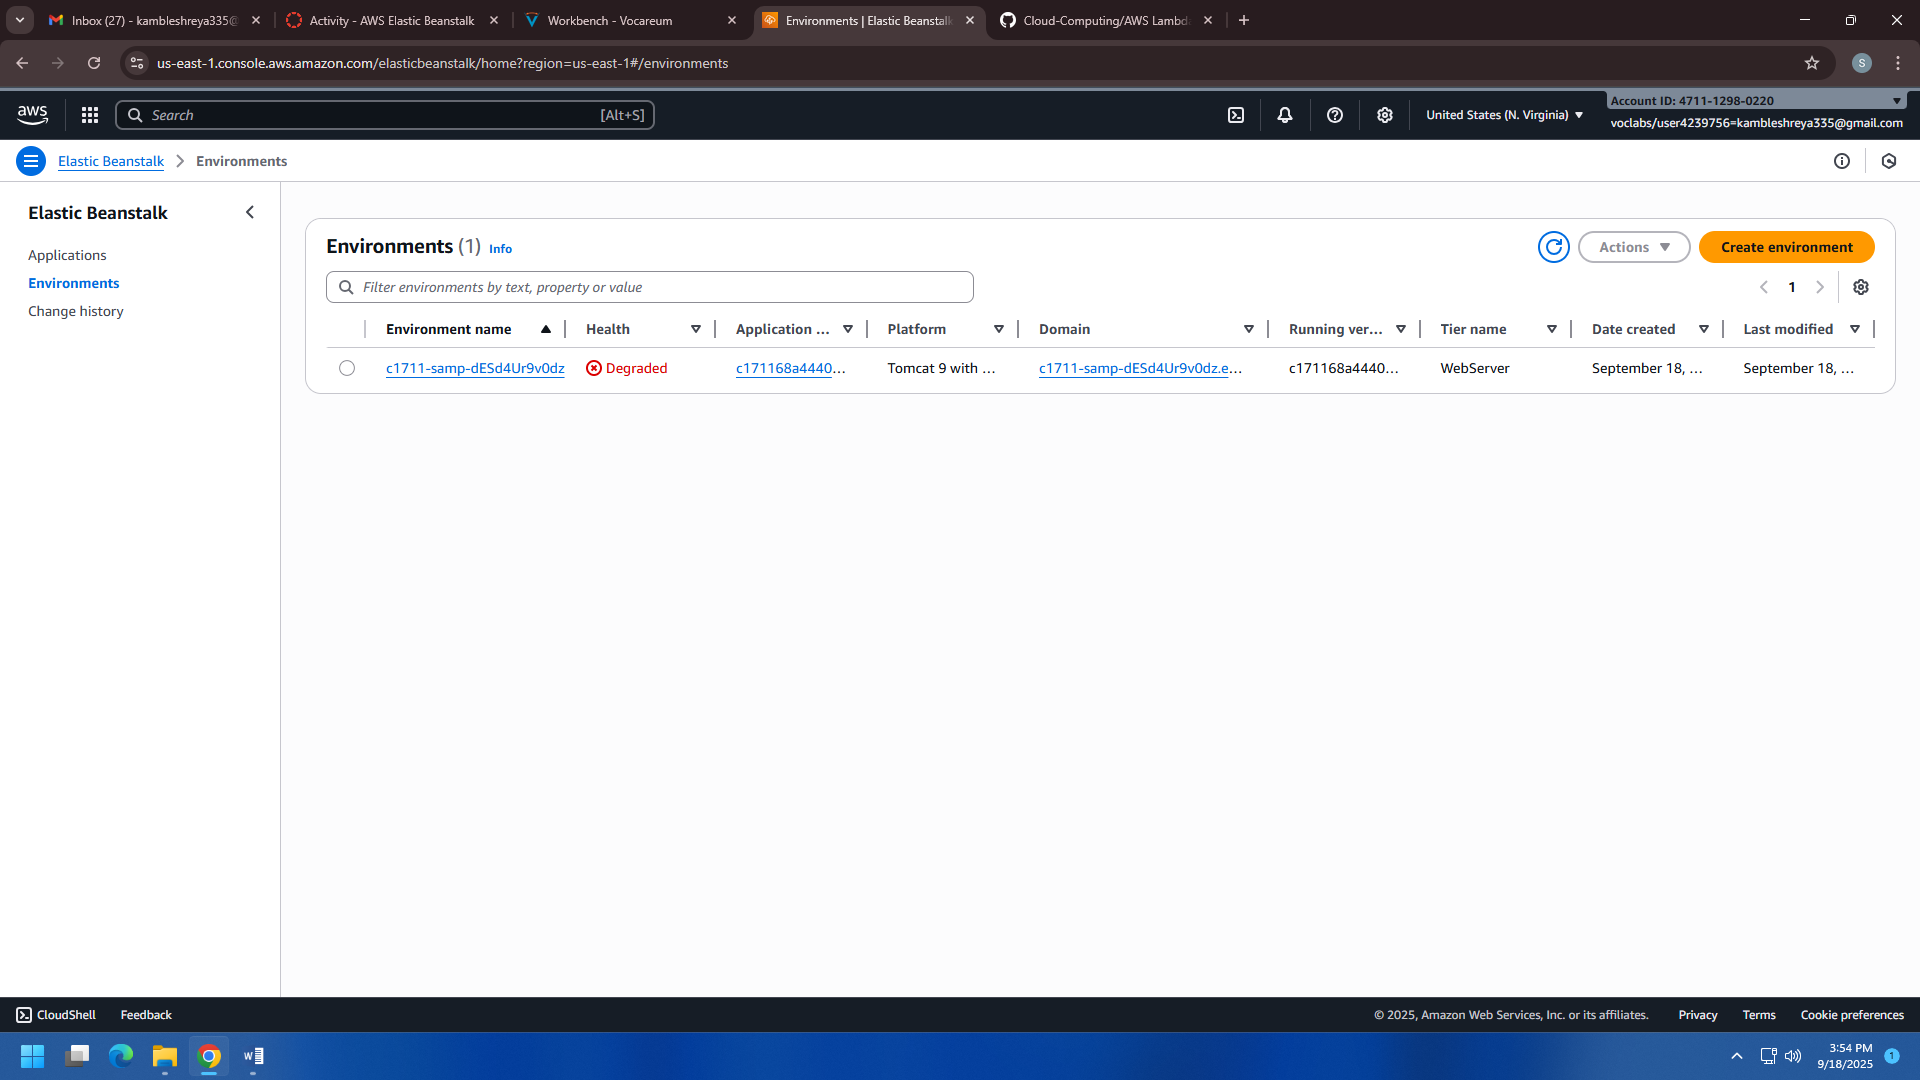 Inbox (27) - kambleshreya335@
Activity - AWS Elastic Beanstalk
Workbench - Vocareum
Environments | Elastic Beanstalk
Cloud-Computing/AWS Lambd
us-east-1.console.aws.amazon.com/elasticbeanstalk/home?region=us-east-1#/environments
S
aws
Search
[Alt+S]
United States (N. Virginia)
Account ID: 4711-1298-0220
voclabs/user4239756=kambleshreya335@gmail.com
Elastic Beanstalk
Environments
Elastic Beanstalk
Applications
Environments
Change history
Environments (1) Info
Actions
Create environment
Filter environments by text, property or value
1
Environment name
Health
Application ...
Platform
Domain
Running ver...
Tier name
Date created
Last modified
c1711-samp-dESd4Ur9v0dz
Degraded
c171168a4440...
Tomcat 9 with ...
c1711-samp-dESd4Ur9v0dz.e...
c171168a4440...
WebServer
September 18, ...
September 18, ...
CloudShell
Feedback
© 2025, Amazon Web Services, Inc. or its affiliates.
Privacy
Terms
Cookie preferences
W
3:54 PM
9/18/2025
1